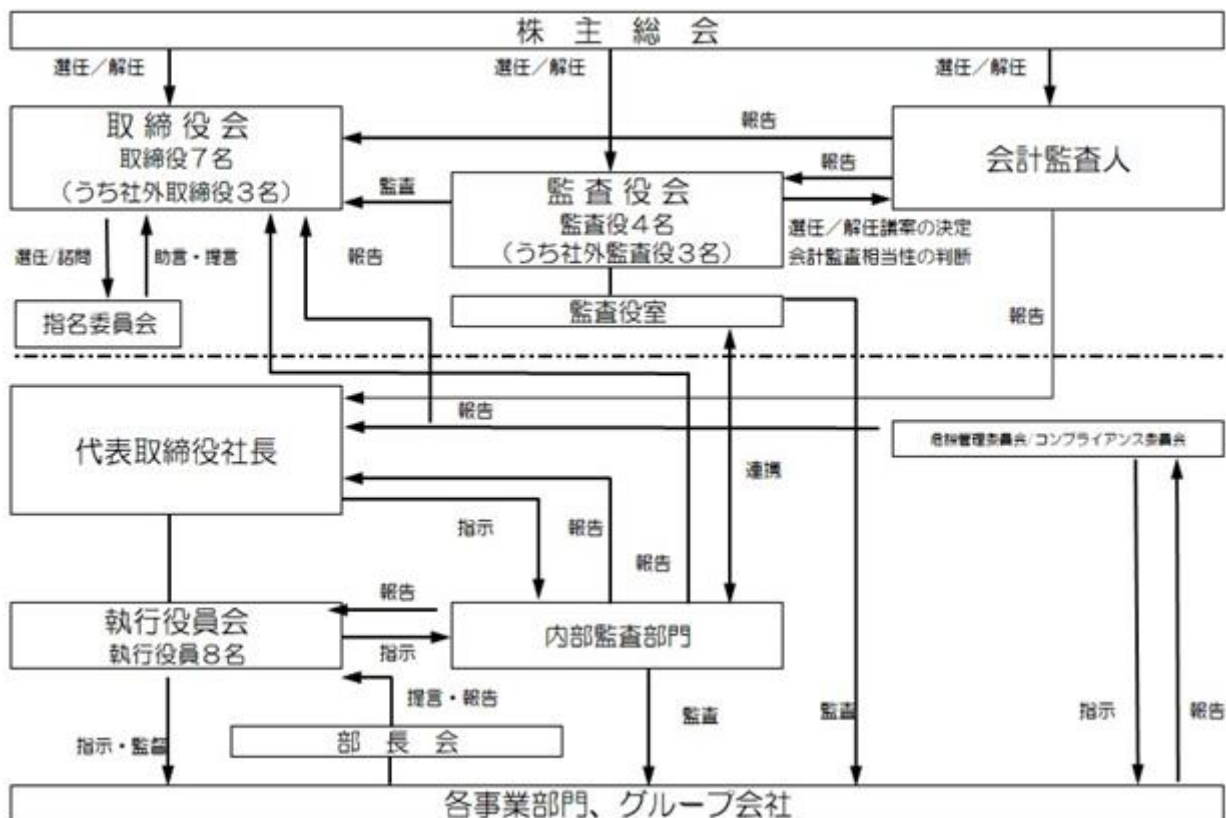 株 主 総 会
選任／解任
選任／解任
選任／解任
取 締 役 会
取締役７名
（うち社外取締役３名）
報告
会計監査人
報告
監査
監 査 役 会
監査役４名
（うち社外監査役３名）
選任／解任議案の決定
会計監査相当性の判断
選任/諮問
助言・提言
報告
指名委員会
監査役室
報告
代表取締役社長
報告
危機管理委員会/コンプライアンス委員会
連携
指示
報告
報告
執行役員会
執行役員８名
報告
指示
内部監査部門
提言・報告
監査
監査
指示
報告
指示・監督
部 長 会
各事業部門、グループ会社